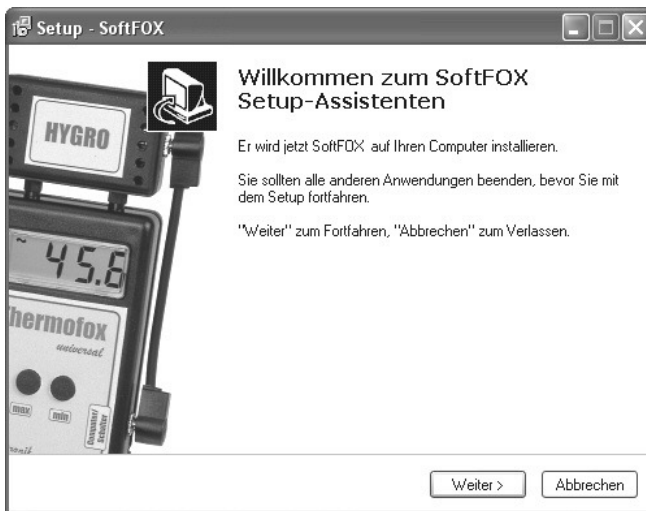 Setup - SoftFOX
HYGRO
~ 45.6
Thermofox
universal
max
min
Computer/
Schalter
Willkommen zum SoftFOX
Setup-Assistenten
Er wird jetzt SoftFOX auf Ihren Computer installieren.
Sie sollten alle anderen Anwendungen beenden, bevor Sie mit
dem Setup fortfahren.
"Weiter" zum Fortfahren, "Abbrechen" zum Verlassen.
Weiter >
Abbrechen